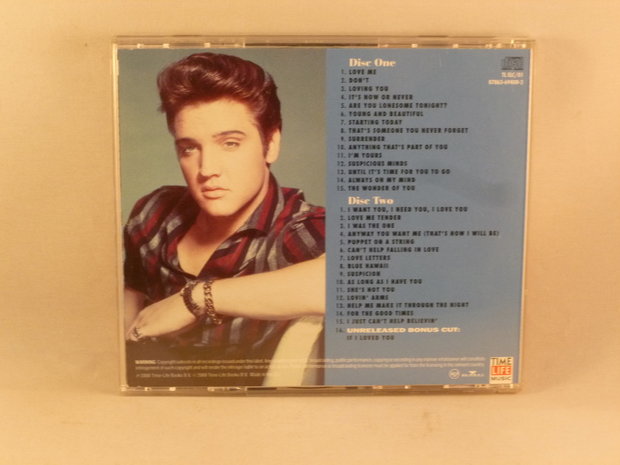 Disc One
1. LOVE ME
2. DON'T
3. LOVING YOU
4. IT'S NOW OR NEVER
5. ARE YOU LONESOME TONIGHT?
6. YOUNG AND BEAUTIFUL
7. STARTING TODAY
8. THAT'S SOMEONE YOU NEVER FORGET
9. SURRENDER
10. ANYTHING THAT'S PART OF YOU
11. I'M YOURS
12. SUSPICIOUS MINDS
13. UNTIL IT'S TIME FOR YOU TO GO
14. ALWAYS ON MY MIND
15. THE WONDER OF YOU
Disc Two
1. I WANT YOU, I NEED YOU, I LOVE YOU
2. LOVE ME TENDER
3. I WAS THE ONE
4. ANYWAY YOU WANT ME (THAT'S HOW I WILL BE)
5. PUPPET ON A STRING
6. CAN'T HELP FALLING IN LOVE
7. LOVE LETTERS
8. BLUE HAWAII
9. SUSPICION
10. AS LONG AS I HAVE YOU
11. SHE'S NOT YOU
12. LOVIN' ARMS
13. HELP ME MAKE IT THROUGH THE NIGHT
14. FOR THE GOOD TIMES
15. I JUST CAN'T HELP BELIEVIN'
16. UNRELEASED BONUS CUT:
IF I LOVED YOU
WARNING: Copyright subsists in all
TIME
LIFE
MUSIC